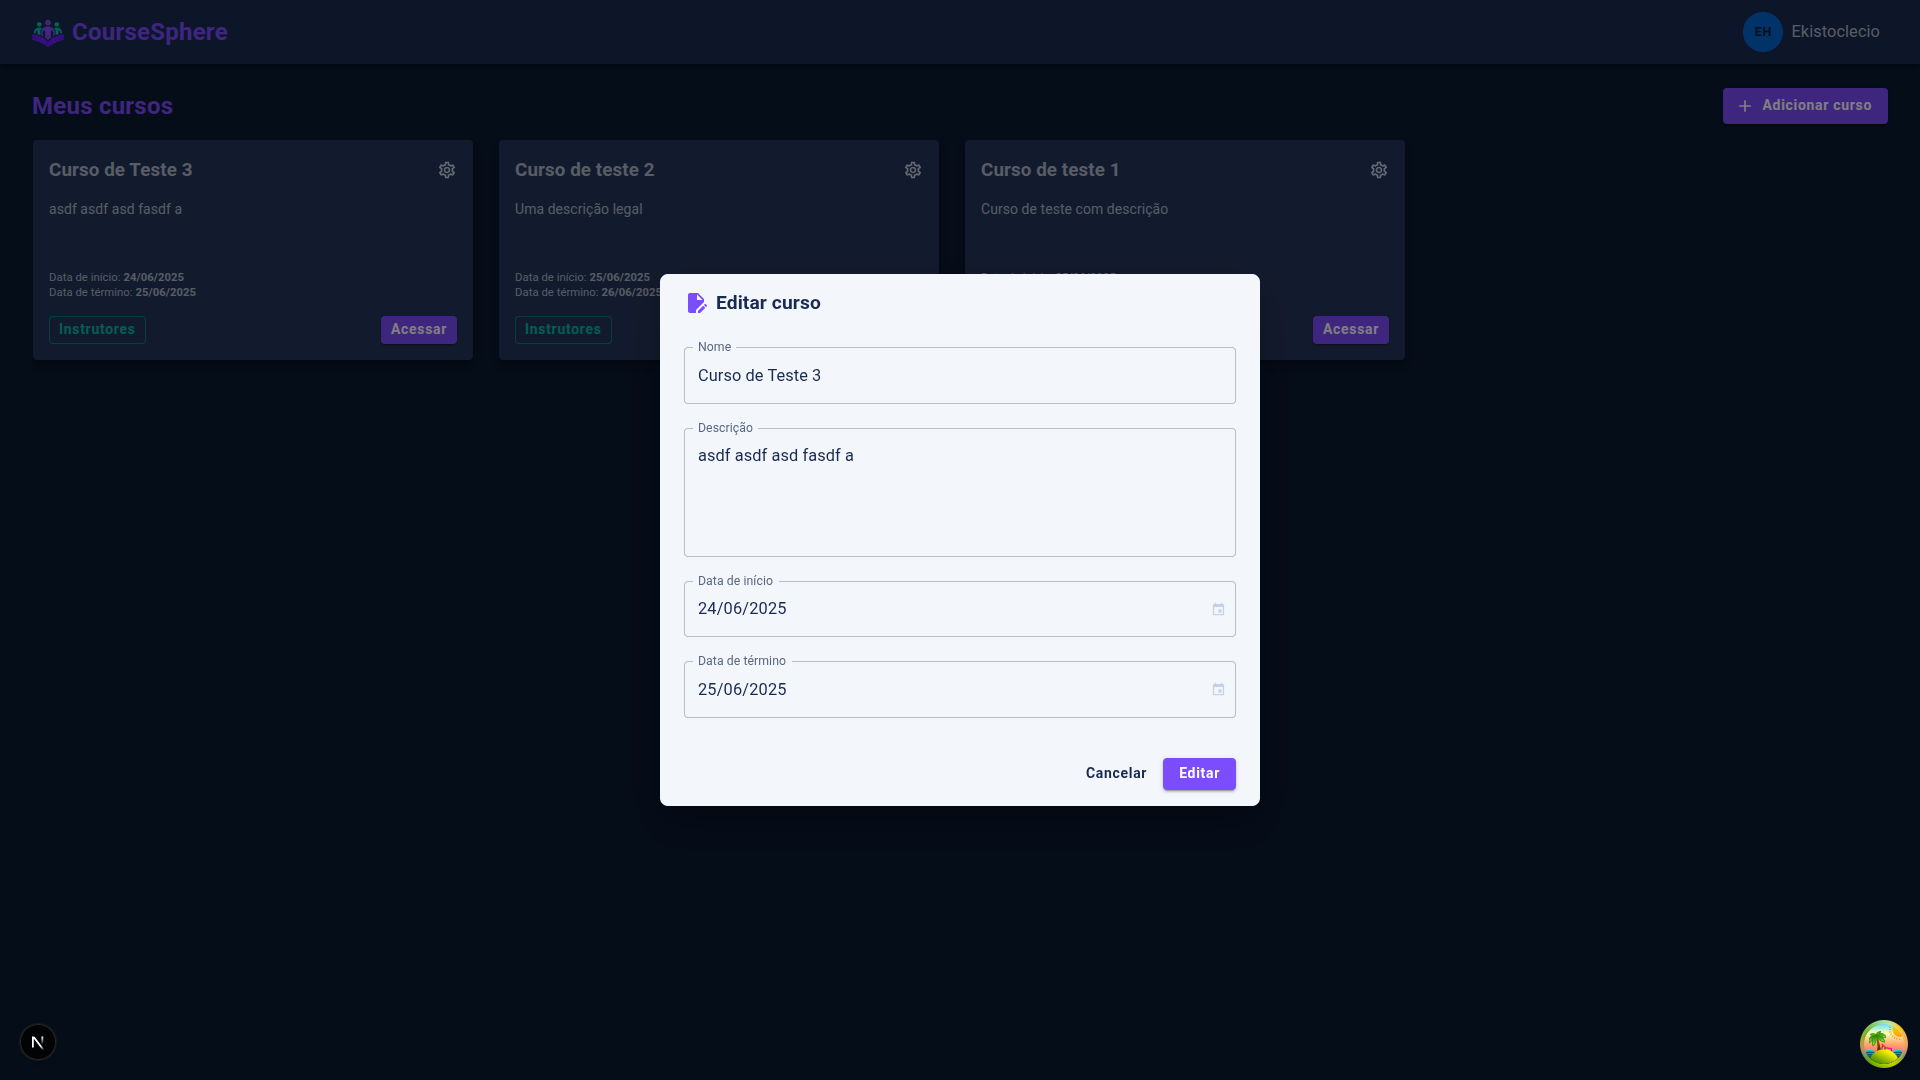 CourseSphere
EH
Ekistoclecio
Meus cursos
Adicionar curso
Curso de Teste 3
asdf asdf asd fasdf a
Data de início: 24/06/2025
Data de término: 25/06/2025
Instrutores
Acessar
Curso de teste 2
Uma descrição legal
Data de início: 25/06/2025
Data de término: 26/06/2025
Instrutores
Curso de teste 1
Curso de teste com descrição
Acessar
Editar curso
Nome
Curso de Teste 3
Descrição
asdf asdf asd fasdf a
Data de início
24/06/2025
Data de término
25/06/2025
Cancelar
Editar
N